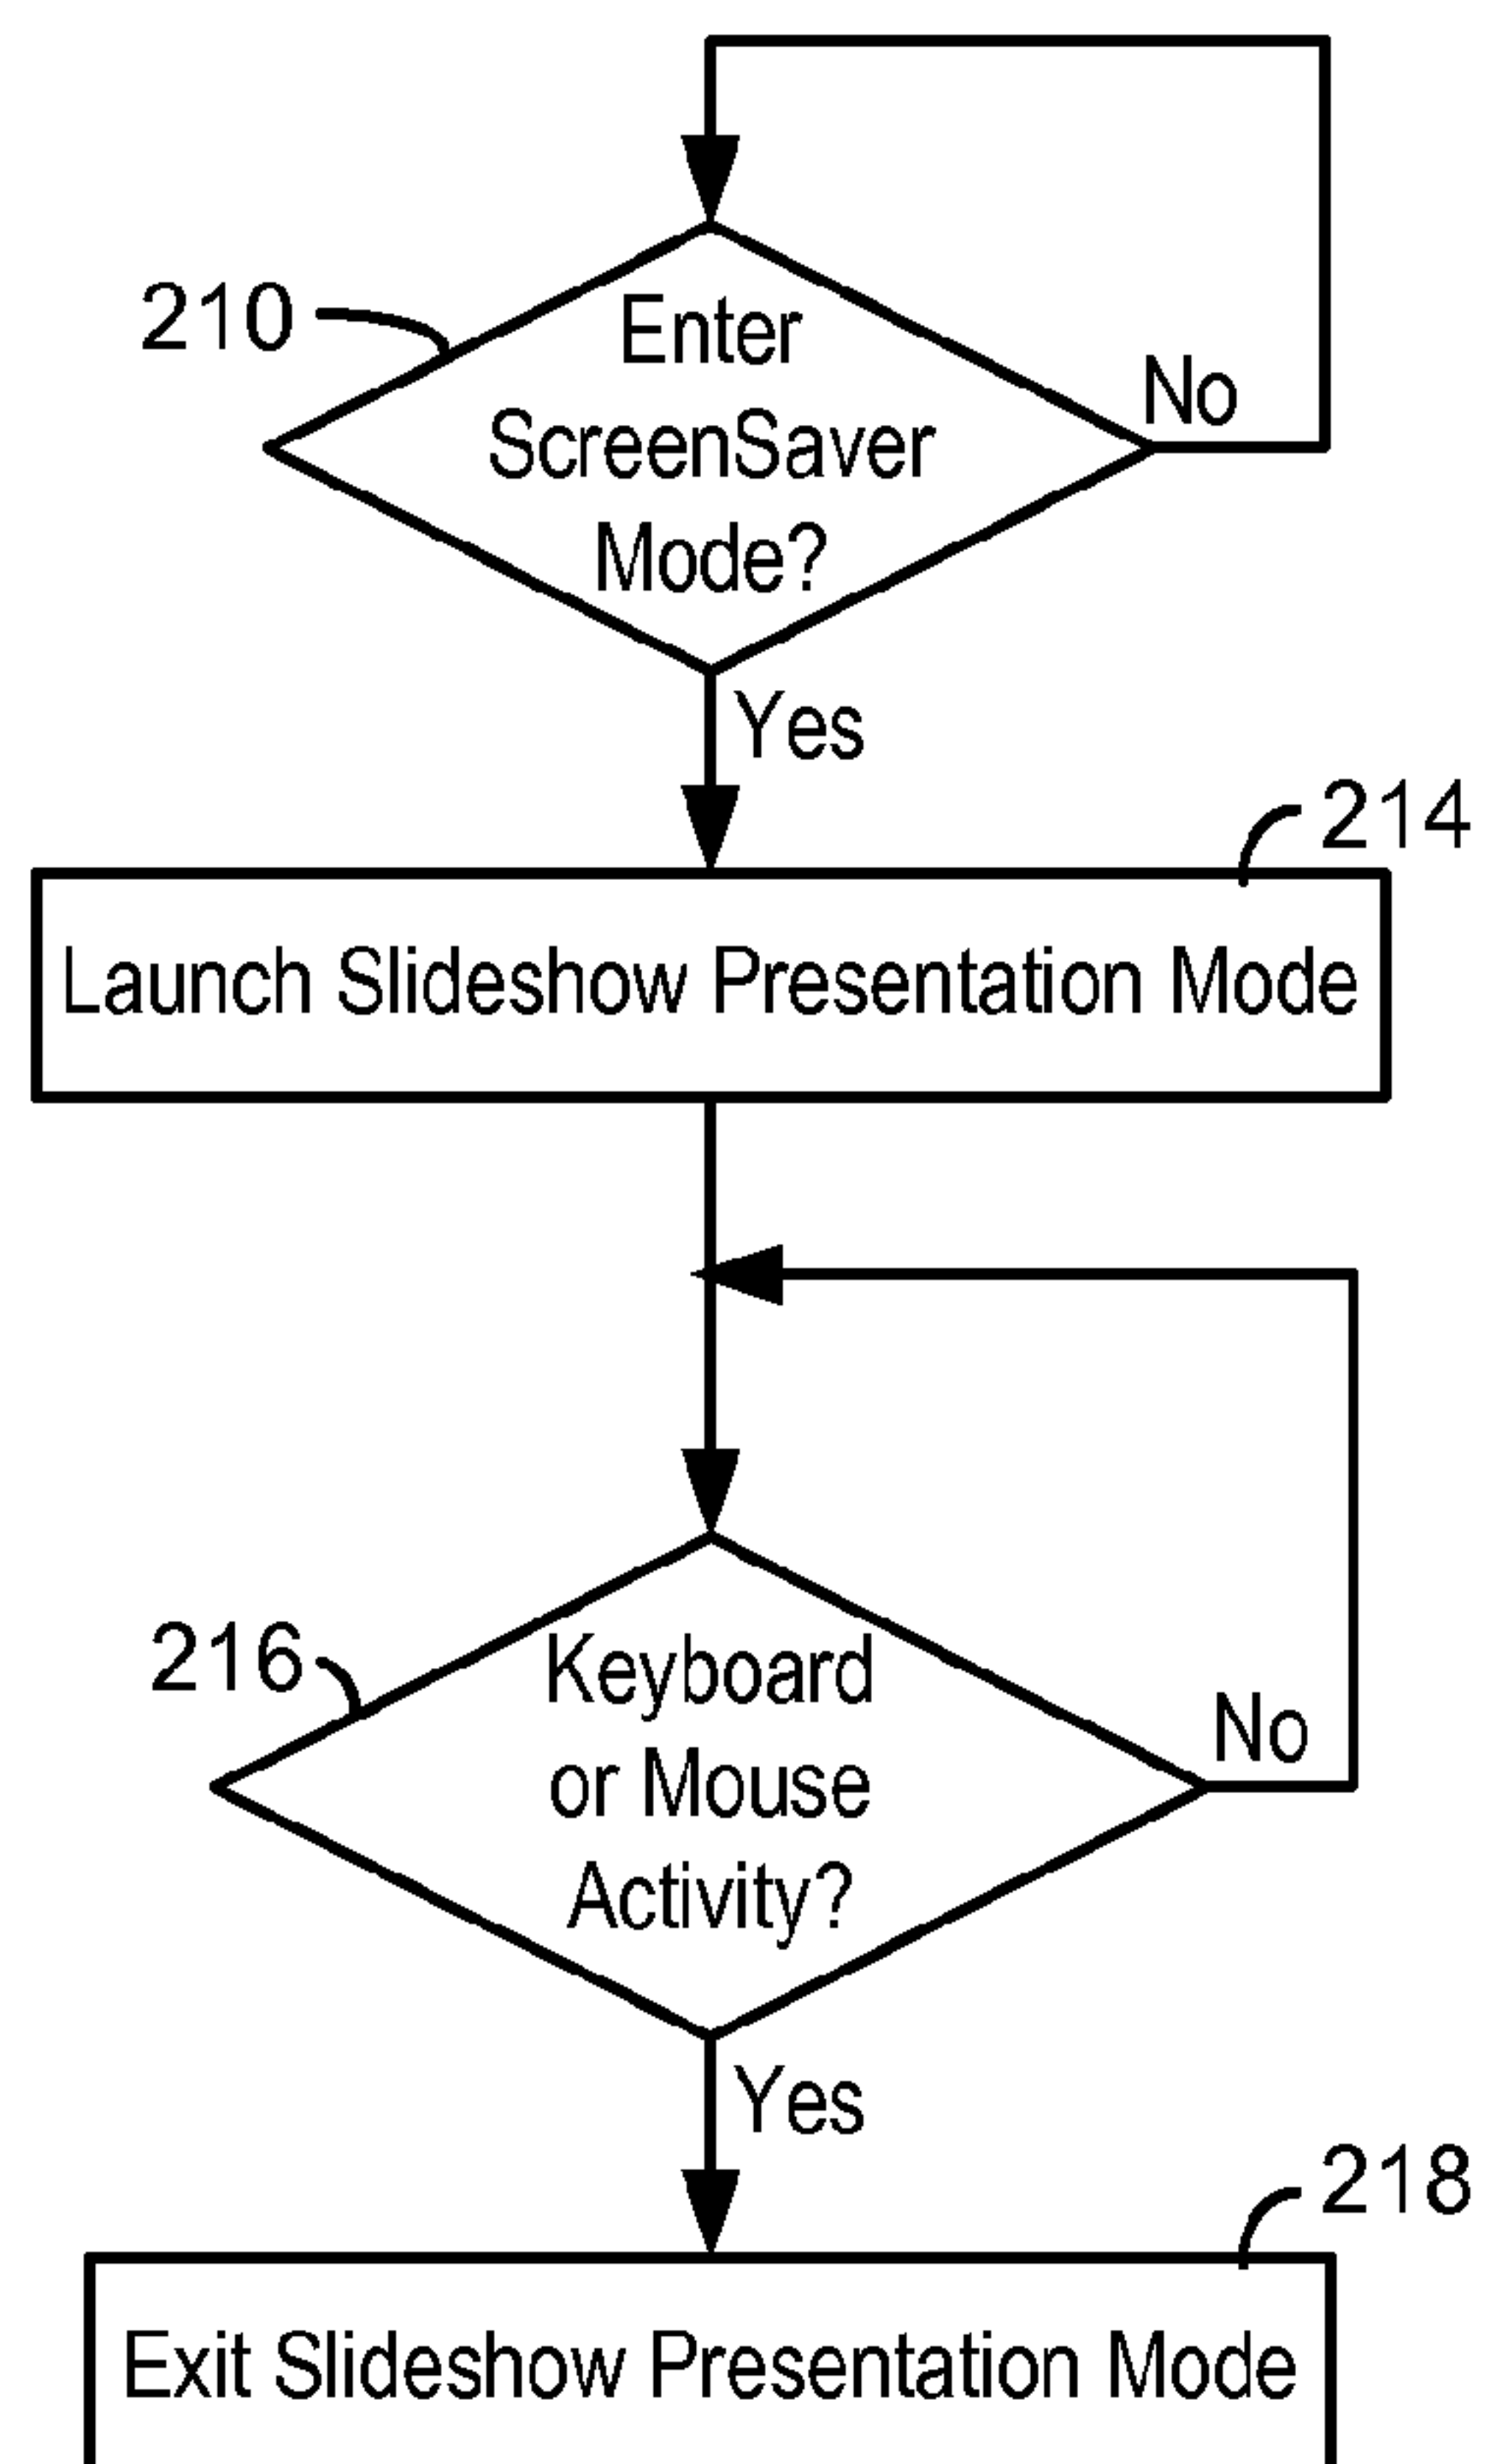 210
Enter
ScreenSaver
Mode?
No
Yes
214
Launch Slideshow Presentation Mode
216
Keyboard
or Mouse
Activity?
No
Yes
218
Exit Slideshow Presentation Mode